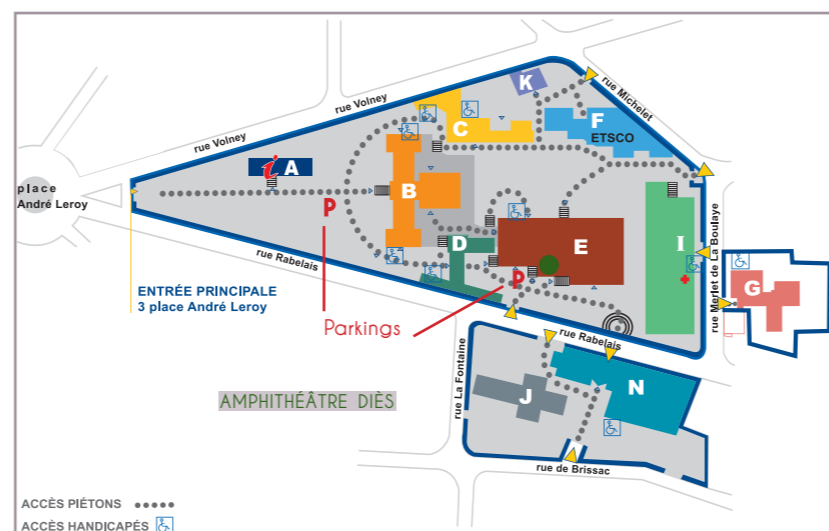 rue Volney
rue Volney
rue Michelet
K
F
ETSCO
C
i A
place
André Leroy
B
P
rue Rabelais
D
E
I
rue Merlet de La Boulaye
G
P
ENTRÉE PRINCIPALE
3 place André Leroy
Parkings
rue Rabelais
rue La Fontaine
J
N
AMPHITHÉÂTRE DIÈS
rue de Brissac
ACCÈS PIÉTONS
ACCÈS HANDICAPÉS